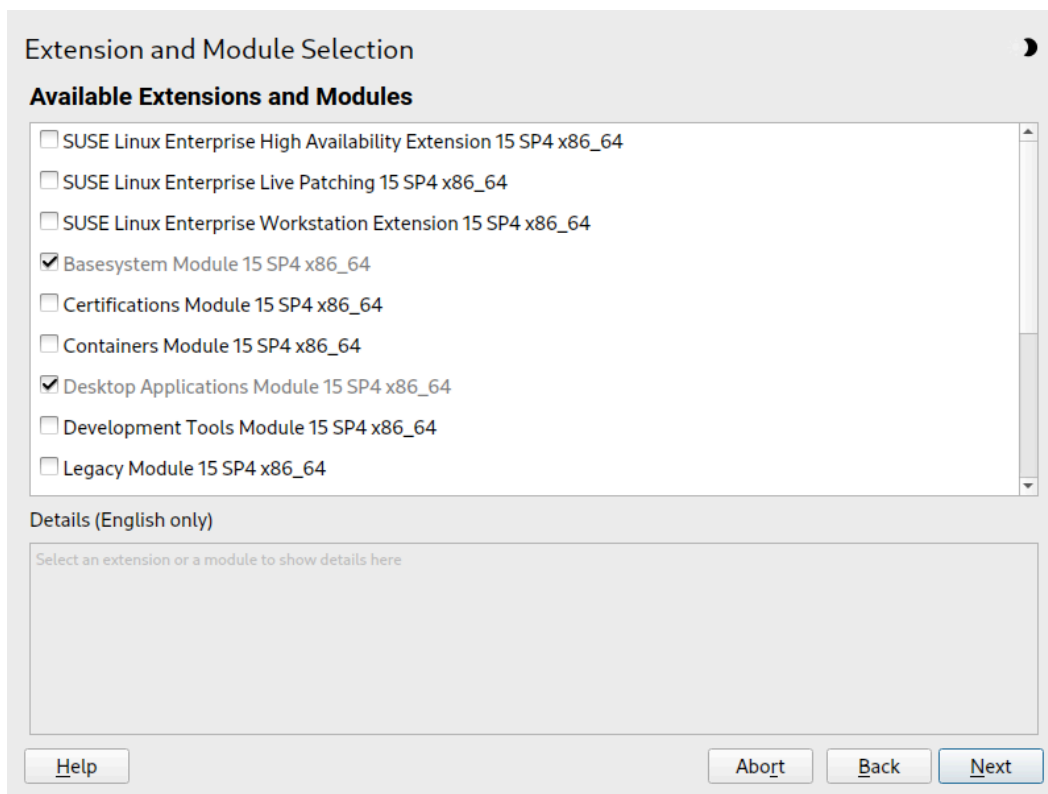 Extension and Module Selection
Available Extensions and Modules
SUSE Linux Enterprise High Availability Extension 15 SP4 x86_64
SUSE Linux Enterprise Live Patching 15 SP4 x86_64
SUSE Linux Enterprise Workstation Extension 15 SP4 x86_64
Basesystem Module 15 SP4 x86_64
Certifications Module 15 SP4 x86_64
Containers Module 15 SP4 x86_64
Desktop Applications Module 15 SP4 x86_64
Development Tools Module 15 SP4 x86_64
Legacy Module 15 SP4 x86_64
Details (English only)
Select an extension or a module to show details here
Help Abort Back Next